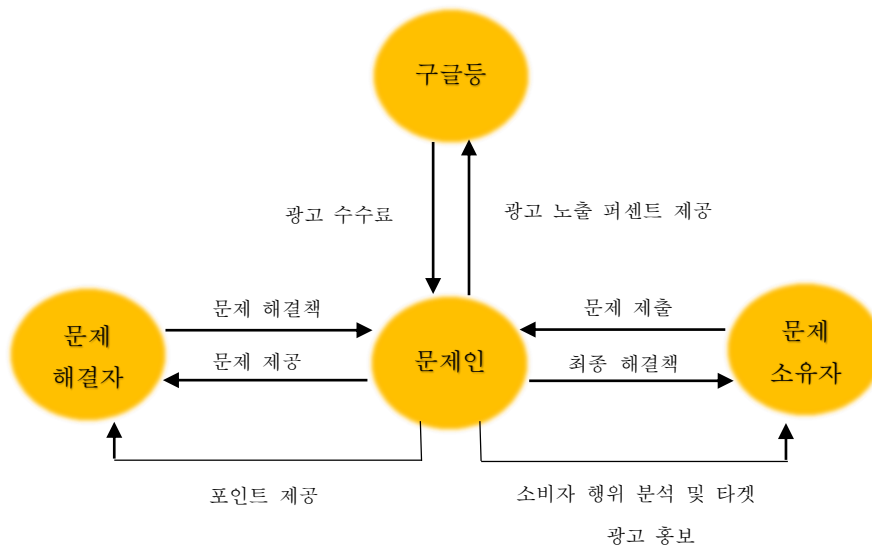 구글등
광고 수수료
광고 노출 퍼센트 제공
문제 해결책
문제 제출
문제
해결자
문제인
문제
소유자
문제 제공
최종 해결책
포인트 제공
소비자 행위 분석 및 타겟
광고 홍보